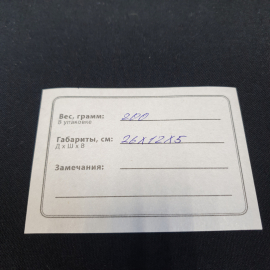 Вес, грамм: 200
В упаковке
Габариты, см: 26х12х5
Д х Ш х В
Замечания: